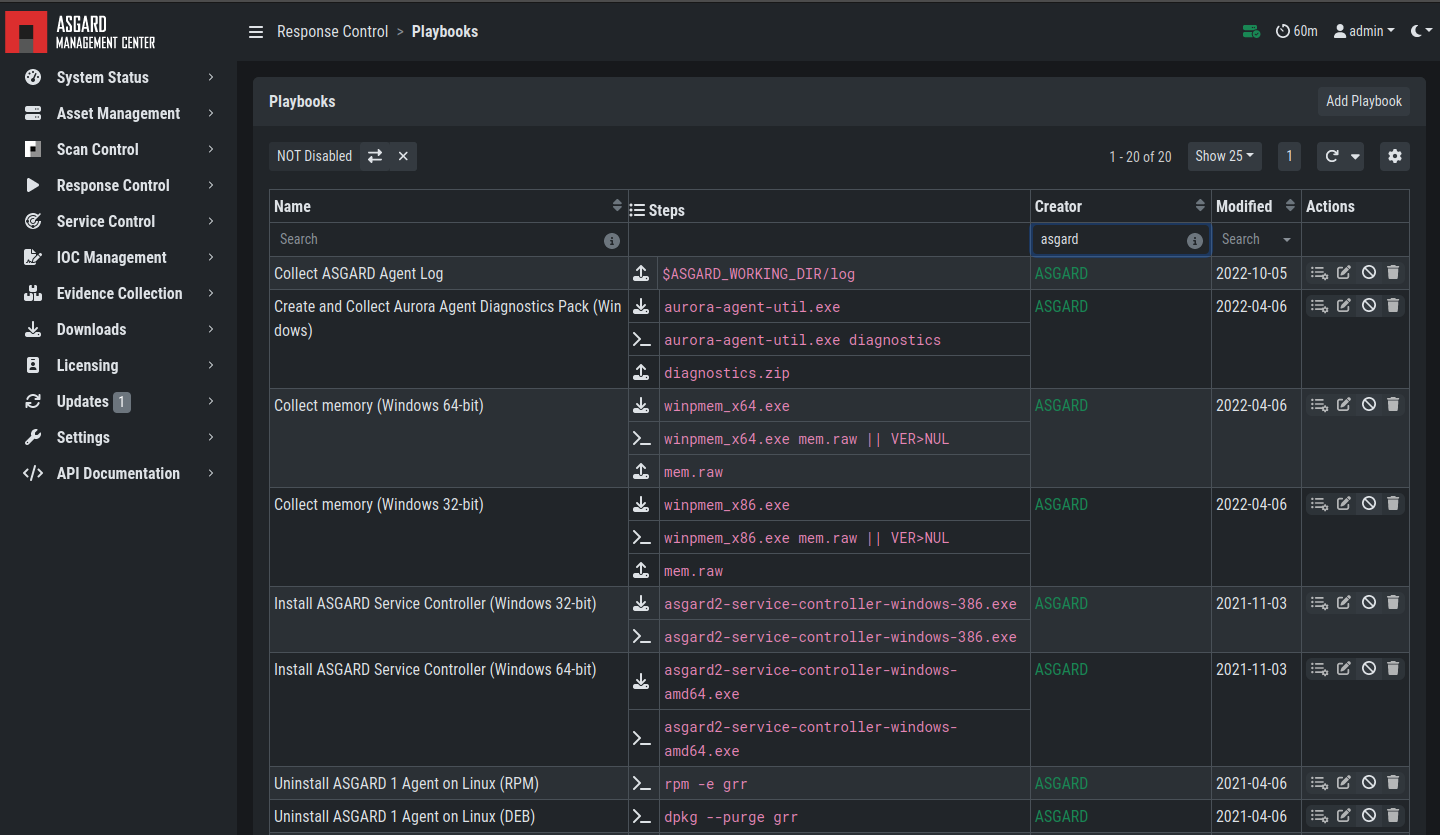 ASGARD
MANAGEMENT CENTER
Response Control > Playbooks
60m
admin
System Status
Asset Management
Scan Control
Response Control
Service Control
IOC Management
Evidence Collection
Downloads
Licensing
Updates 1
Settings
API Documentation
Playbooks
Add Playbook
NOT Disabled
1 - 20 of 20
Show 25
1
Name
Steps
Creator
Modified
Actions
Search
asgard
Search
Collect ASGARD Agent Log
$ASGARD_WORKING_DIR/log
ASGARD
2022-10-05
Create and Collect Aurora Agent Diagnostics Pack (Win
dows)
aurora-agent-util.exe
aurora-agent-util.exe diagnostics
diagnostics.zip
ASGARD
2022-04-06
Collect memory (Windows 64-bit)
winpmem_x64.exe
winpmem_x64.exe mem.raw || VER>NUL
mem.raw
ASGARD
2022-04-06
Collect memory (Windows 32-bit)
winpmem_x86.exe
winpmem_x86.exe mem.raw || VER>NUL
mem.raw
ASGARD
2022-04-06
Install ASGARD Service Controller (Windows 32-bit)
asgard2-service-controller-windows-386.exe
asgard2-service-controller-windows-386.exe
ASGARD
2021-11-03
Install ASGARD Service Controller (Windows 64-bit)
asgard2-service-controller-windows-
amd64.exe
asgard2-service-controller-windows-
amd64.exe
ASGARD
2021-11-03
Uninstall ASGARD 1 Agent on Linux (RPM)
rpm -e grr
ASGARD
2021-04-06
Uninstall ASGARD 1 Agent on Linux (DEB)
dpkg --purge grr
ASGARD
2021-04-06